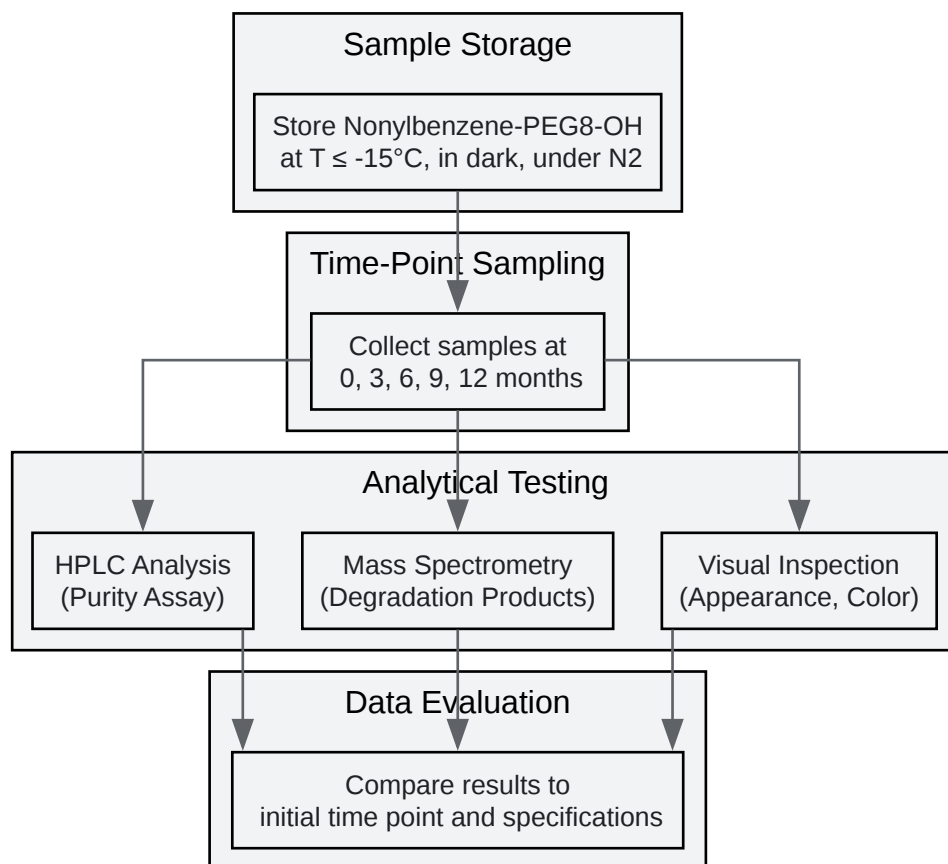 Sample Storage
Store Nonylbenzene-PEG8-OH
at T ≤ -15°C, in dark, under N2
Time-Point Sampling
Collect samples at
0, 3, 6, 9, 12 months
Analytical Testing
HPLC Analysis
(Purity Assay)
Mass Spectrometry
(Degradation Products)
Visual Inspection
(Appearance, Color)
Data Evaluation
Compare results to
initial time point and specifications